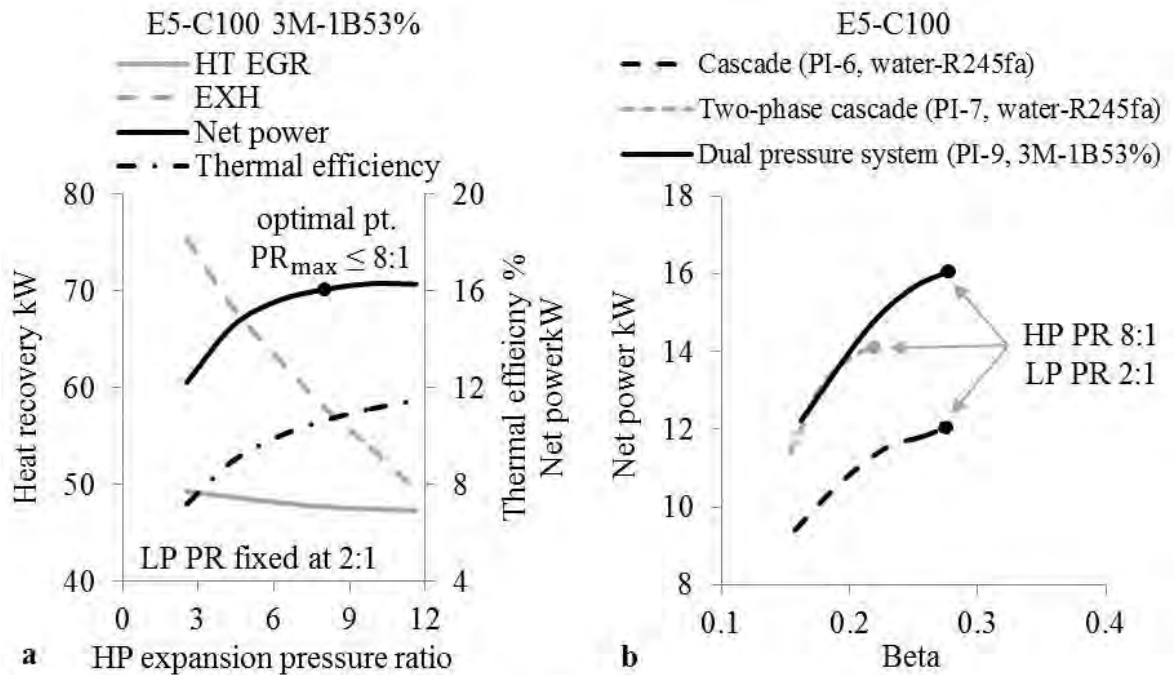 E5-C100 3M-1B53%
HT EGR
EXH
Net power
Thermal efficiency
80
70
60
50
40
Heat recovery kW
20
16
12
8
4
Thermal effieicny %
Net powerkW
optimal pt.
PRmax ≤ 8:1
LP PR fixed at 2:1
0
3
6
9
12
a
HP expansion pressure ratio
E5-C100
Cascade (PI-6, water-R245fa)
Two-phase cascade (PI-7, water-R245fa)
Dual pressure system (PI-9, 3M-1B53%)
18
16
14
12
10
8
Net power kW
HP PR 8:1
LP PR 2:1
0.1
0.2
0.3
0.4
b
Beta